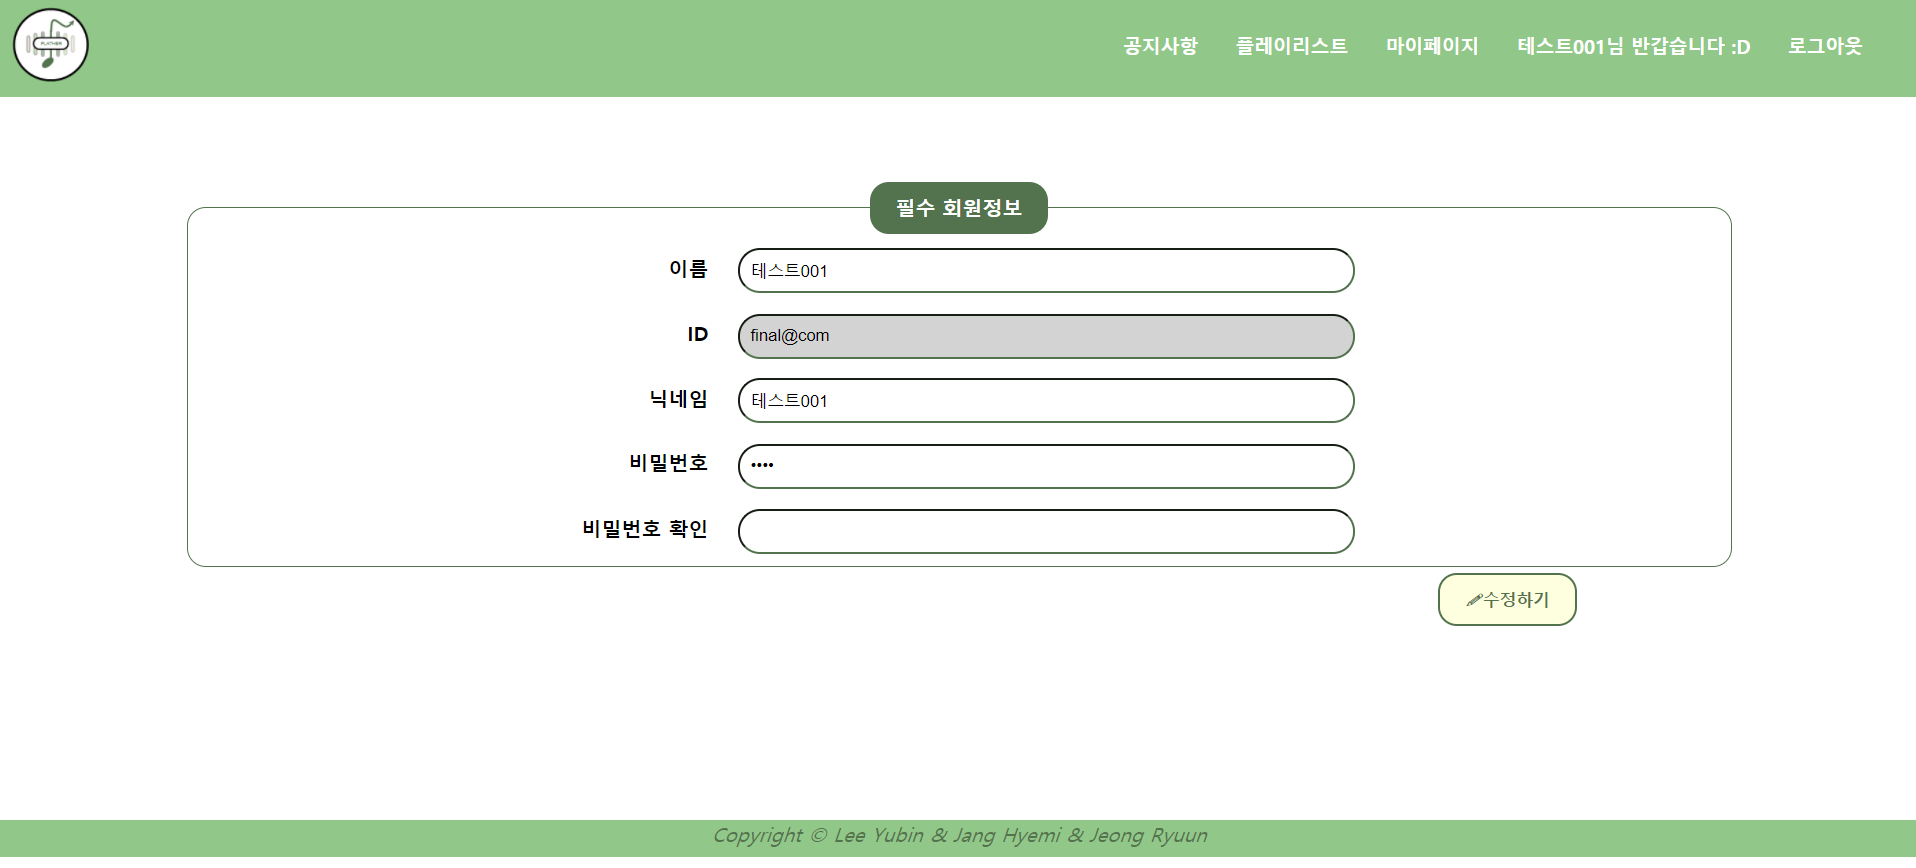 공지사항 플레이리스트 마이페이지 테스트001님 반갑습니다 :D 로그아웃
필수 회원정보
이름 테스트001
ID final@com
닉네임 테스트001
비밀번호 ••••
비밀번호 확인
수정하기
Copyright © Lee Yubin & Jang Hyemi & Jeong Ryuun